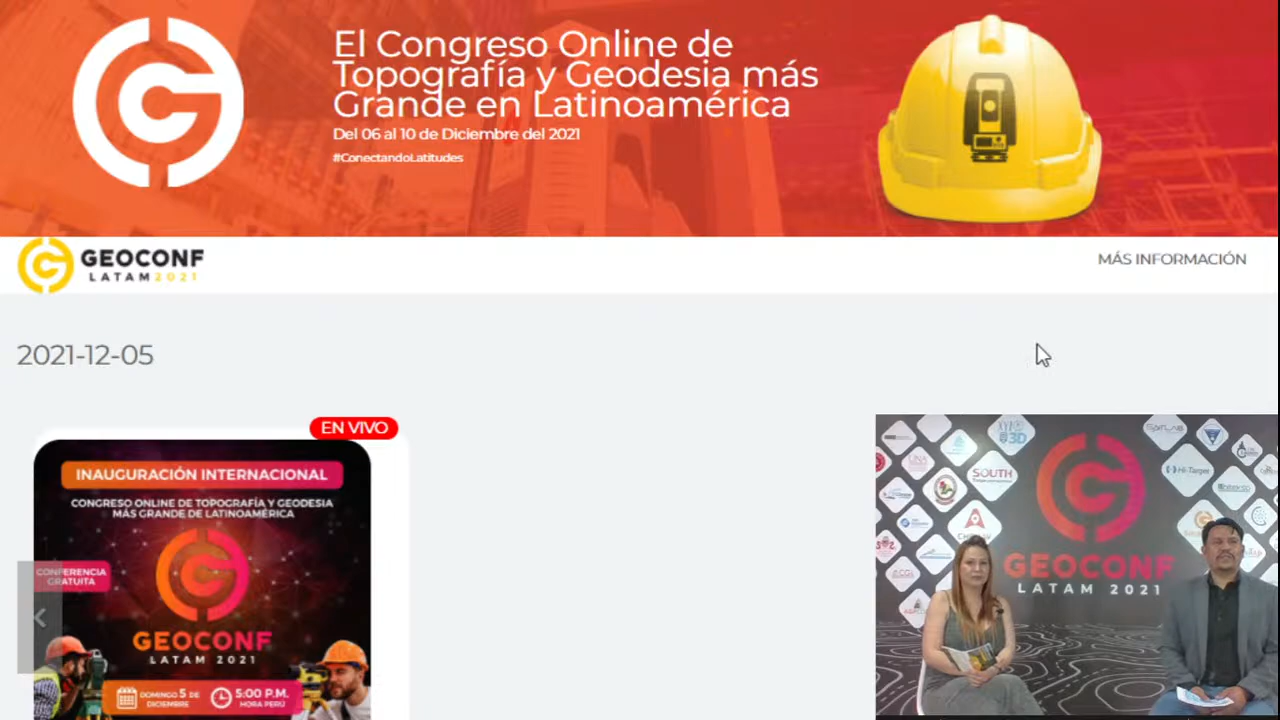 El Congreso Online de
Topografía y Geodesia más
Grande en Latinoamérica
Del 06 al 10 de Diciembre del 2021
#ConectandoLatitudes
GEOCONF
LATAM 2021
MÁS INFORMACIÓN
2021-12-05
EN VIVO
INAUGURACIÓN INTERNACIONAL
CONGRESO ONLINE DE TOPOGRAFÍA Y GEODESIA
MÁS GRANDE DE LATINOAMÉRICA
CONFERENCIA
GRATUITA
GEOCONF
LATAM 2021
DOMINGO 5 DE
DICIEMBRE
5:00 P.M.
HORA PERÚ
3D
SATLAB
UNA
SOUTH
Hi-Target
GEOCONF
LATAM 2021